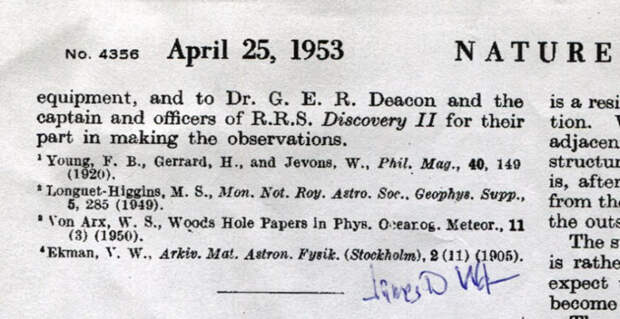 No. 4356 April 25, 1953 NATURE
equipment, and to Dr. G. E. R. Deacon and the
captain and officers of R.R.S. Discovery II for their
part in making the observations.
¹ Young, F. B., Gerrard, H., and Jevons, W., Phil. Mag., 40, 149
(1920).
² Longuet-Higgins, M. S., Mon. Not. Roy. Astro. Soc., Geophys. Supp.,
5, 285 (1949).
³ Von Arx, W. S., Woods Hole Papers in Phys. Ocearog. Meteor., 11
(3) (1950).
⁴ Ekman, V. W., Arkiv. Mat. Astron. Fysik. (Stockholm), 2 (11) (1905).
James D
is a resi
tion.
adjacen
structur
is, after
from the
the outs
The s
is rathe
expect
become